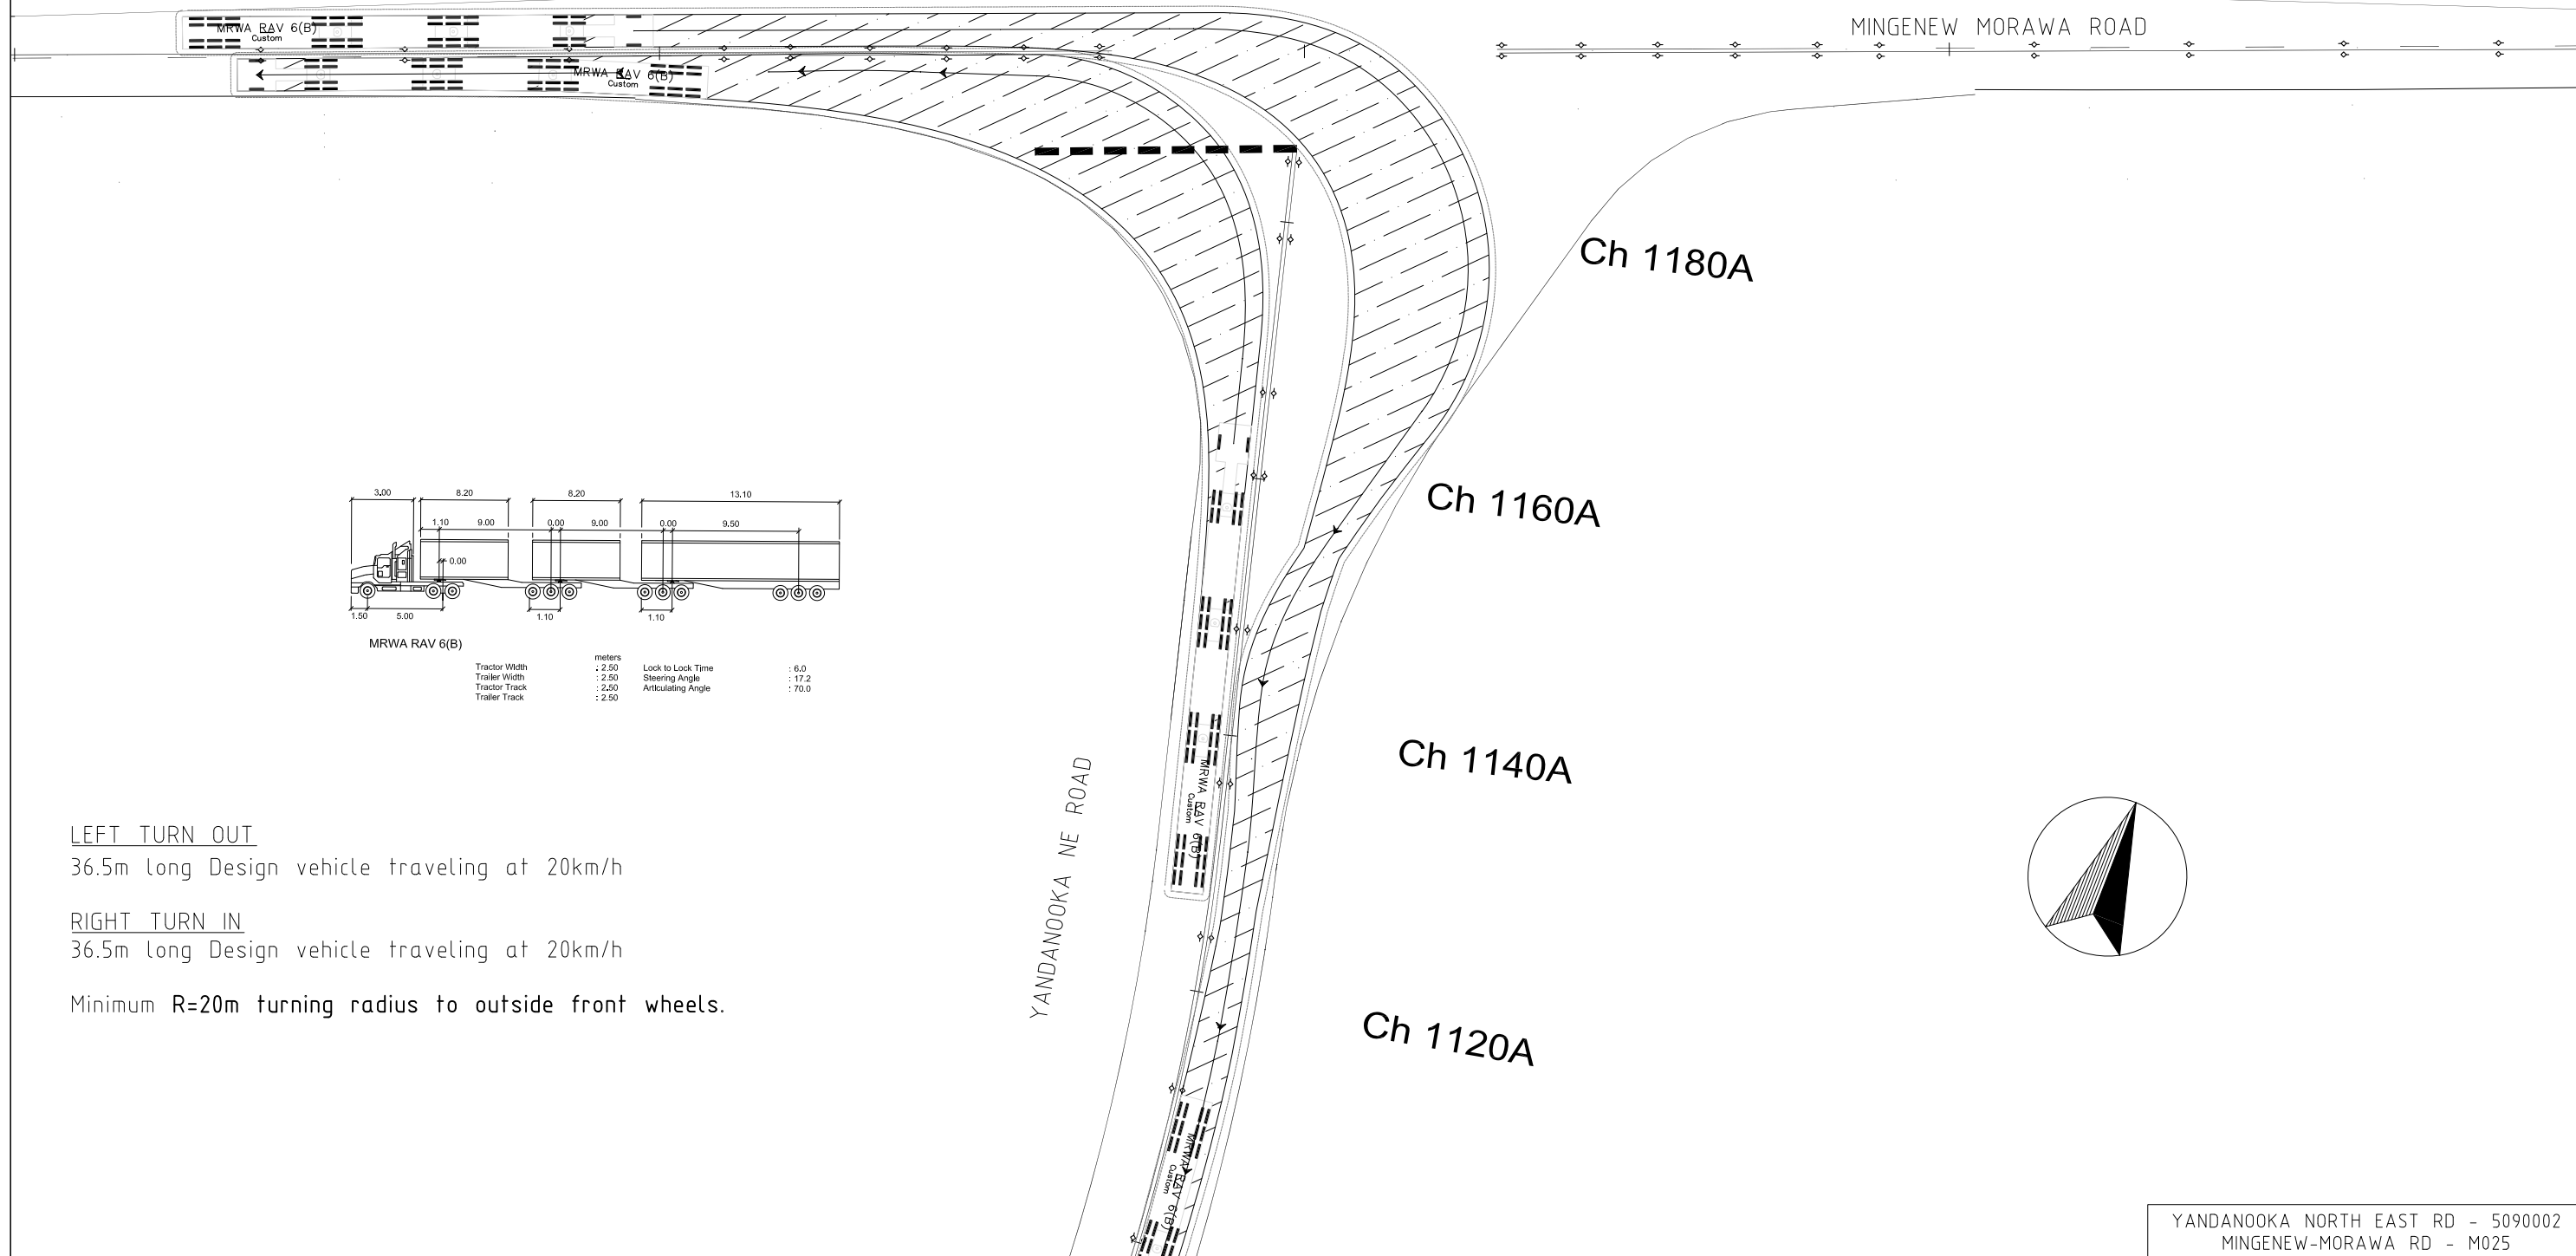 MINGENEW MORAWA ROAD
MRWA RAV 6(B)
Custom
MRWA RAV 6(B)
Custom
Ch 1180A
Ch 1160A
3.00 8.20 8.20 13.10
1.10 9.00 0.00 9.00 0.00 9.50
0.00
1.50 5.00 1.10 1.10
MRWA RAV 6(B)
meters
Tractor Width : 2.50 Lock to Lock Time : 6.0
Trailer Width : 2.50 Steering Angle : 17.2
Tractor Track : 2.50 Articulating Angle : 70.0
Trailer Track : 2.50
Ch 1140A
MRWA RAV 6(B)
Custom
YANDANOOKA NE ROAD
LEFT TURN OUT
36.5m long Design vehicle traveling at 20km/h
RIGHT TURN IN
36.5m long Design vehicle traveling at 20km/h
Minimum R=20m turning radius to outside front wheels.
Ch 1120A
MRWA RAV 6(B)
Custom
YANDANOOKA NORTH EAST RD - 5090002
MINGENEW-MORAWA RD - M025